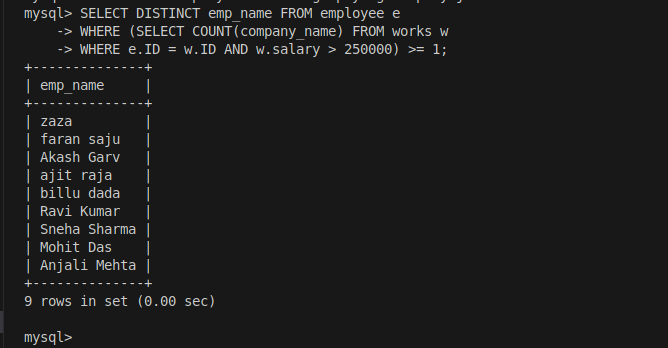 mysql> SELECT DISTINCT emp_name FROM employee e
    -> WHERE (SELECT COUNT(company_name) FROM works w
    -> WHERE e.ID = w.ID AND w.salary > 250000) >= 1;
+--------------+
| emp_name     |
+--------------+
| zaza         |
| faran saju   |
| Akash Garv   |
| ajit raja    |
| billu dada   |
| Ravi Kumar   |
| Sneha Sharma |
| Mohit Das    |
| Anjali Mehta |
+--------------+
9 rows in set (0.00 sec)
mysql>